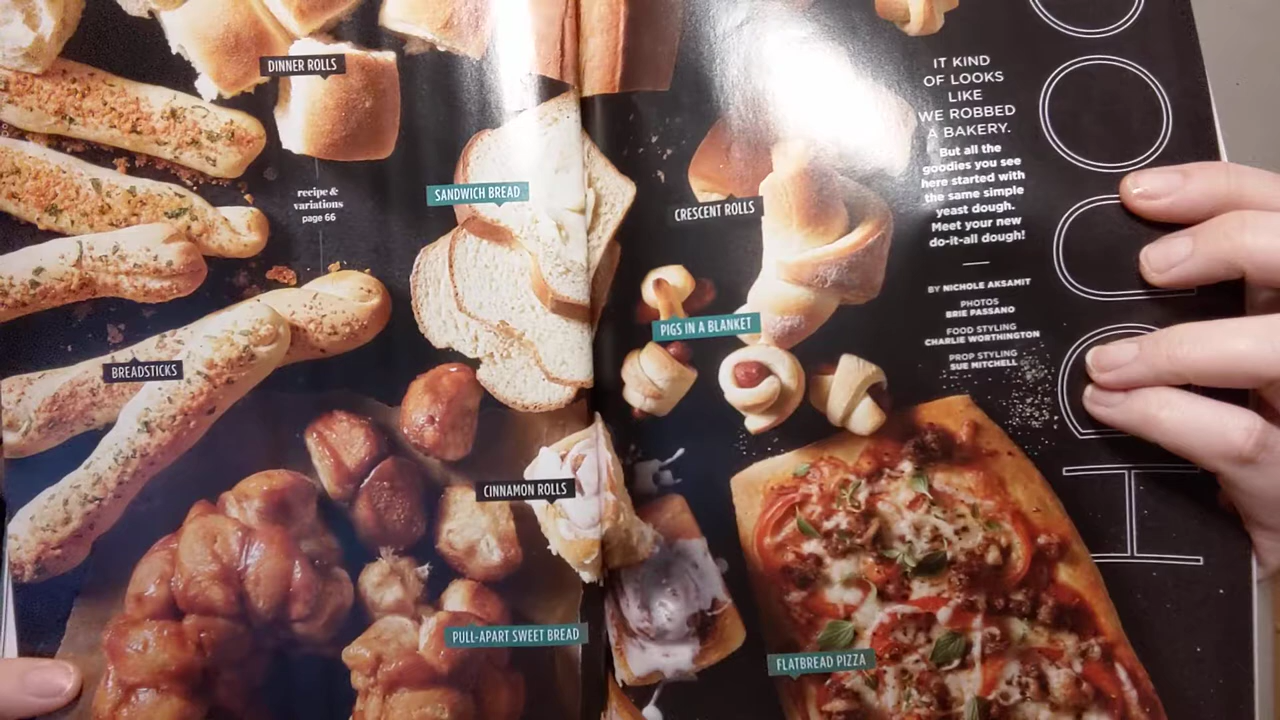 DINNER ROLLS
recipe &
variations
page 66
SANDWICH BREAD
CRESCENT ROLLS
PIGS IN A BLANKET
BREADSTICKS
CINNAMON ROLLS
PULL-APART SWEET BREAD
FLATBREAD PIZZA
IT KIND
OF LOOKS
LIKE
WE ROBBED
A BAKERY.
But all the
goodies you see
here started with
the same simple
yeast dough.
Meet your new
do-it-all dough!
BY NICHOLE AKSAMIT
PHOTOS
BRIE PASSANO
FOOD STYLING
CHARLIE WORTHINGTON
PROP STYLING
SUE MITCHELL